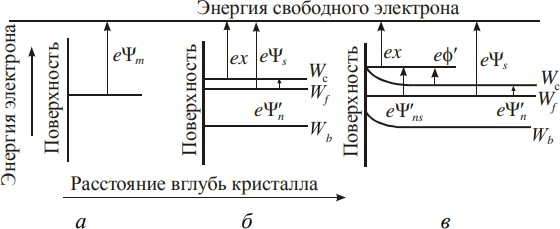 Энергия свободного электрона
Энергия электрона
Поверхность
eΨm
Поверхность
ex
eΨs
Wc
Wf
eΨ′n
Wb
Поверхность
ex
eϕ′
eΨs
Wc
Wf
eΨ′ns
eΨ′n
Wb
Расстояние вглубь кристалла
а
б
в